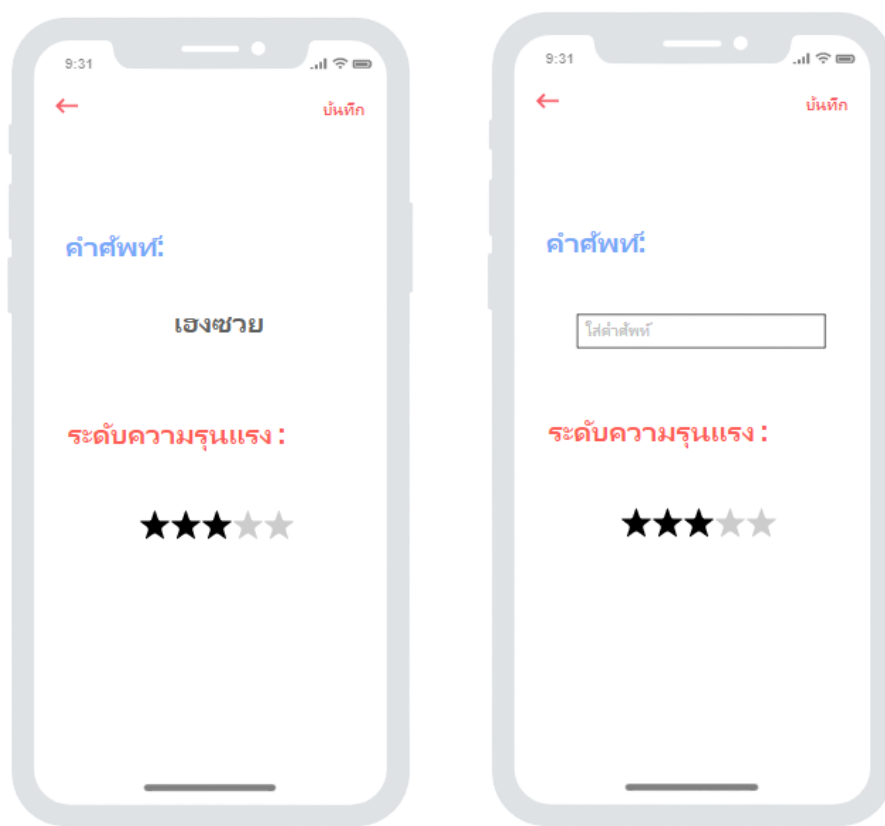 9:31
บันทึก
คำศัพท์:
เฮงซวย
ระดับความรุนแรง :
9:31
บันทึก
คำศัพท์:
ใส่คำศัพท์
ระดับความรุนแรง :